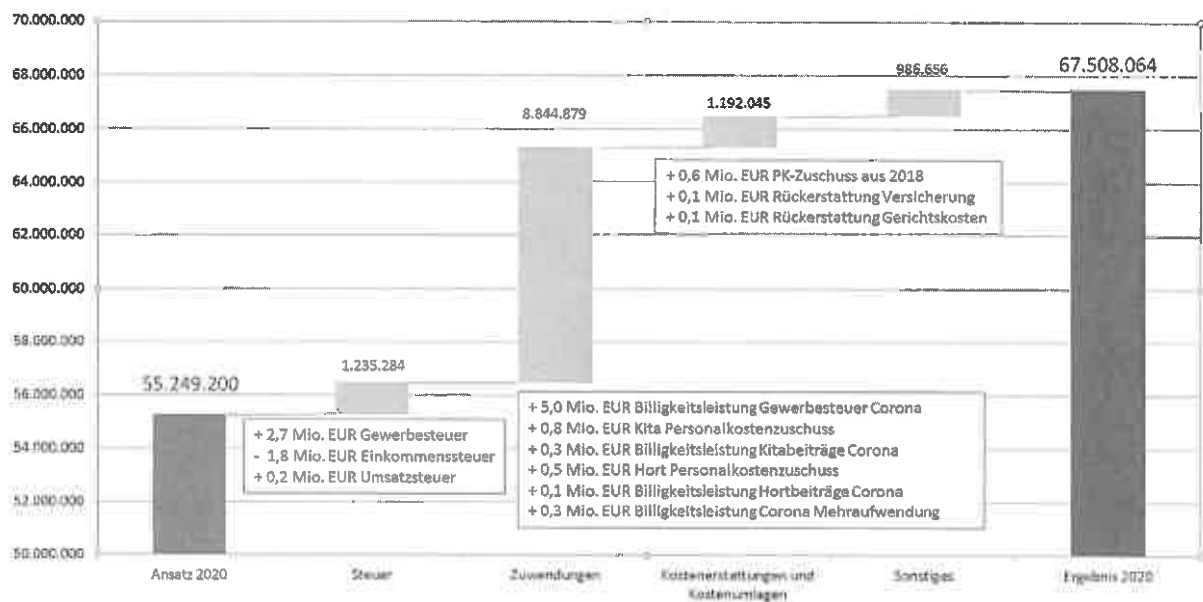 70.000.000
68.000.000
66.000.000
64.000.000
62.000.000
60.000.000
58.000.000
56.000.000
54.000.000
52.000.000
50.000.000
55.249.200
1.235.284
8.844.879
1.192.045
986.656
67.508.064
+ 2,7 Mio. EUR Gewerbesteuer
- 1,8 Mio. EUR Einkommenssteuer
+ 0,2 Mio. EUR Umsatzsteuer
+ 5,0 Mio. EUR Billigkeitsleistung Gewerbesteuer Corona
+ 0,8 Mio. EUR Kita Personalkostenzuschuss
+ 0,3 Mio. EUR Billigkeitsleistung Kitabeiträge Corona
+ 0,5 Mio. EUR Hort Personalkostenzuschuss
+ 0,1 Mio. EUR Billigkeitsleistung Hortbeiträge Corona
+ 0,3 Mio. EUR Billigkeitsleistung Corona Mehraufwendung
+ 0,6 Mio. EUR PK-Zuschuss aus 2018
+ 0,1 Mio. EUR Rückerstattung Versicherung
+ 0,1 Mio. EUR Rückerstattung Gerichtskosten
Ansatz 2020
Steuer
Zuwendungen
Kostenerstattungen und
Kostenumlagen
Sonstiges
Ergebnis 2020